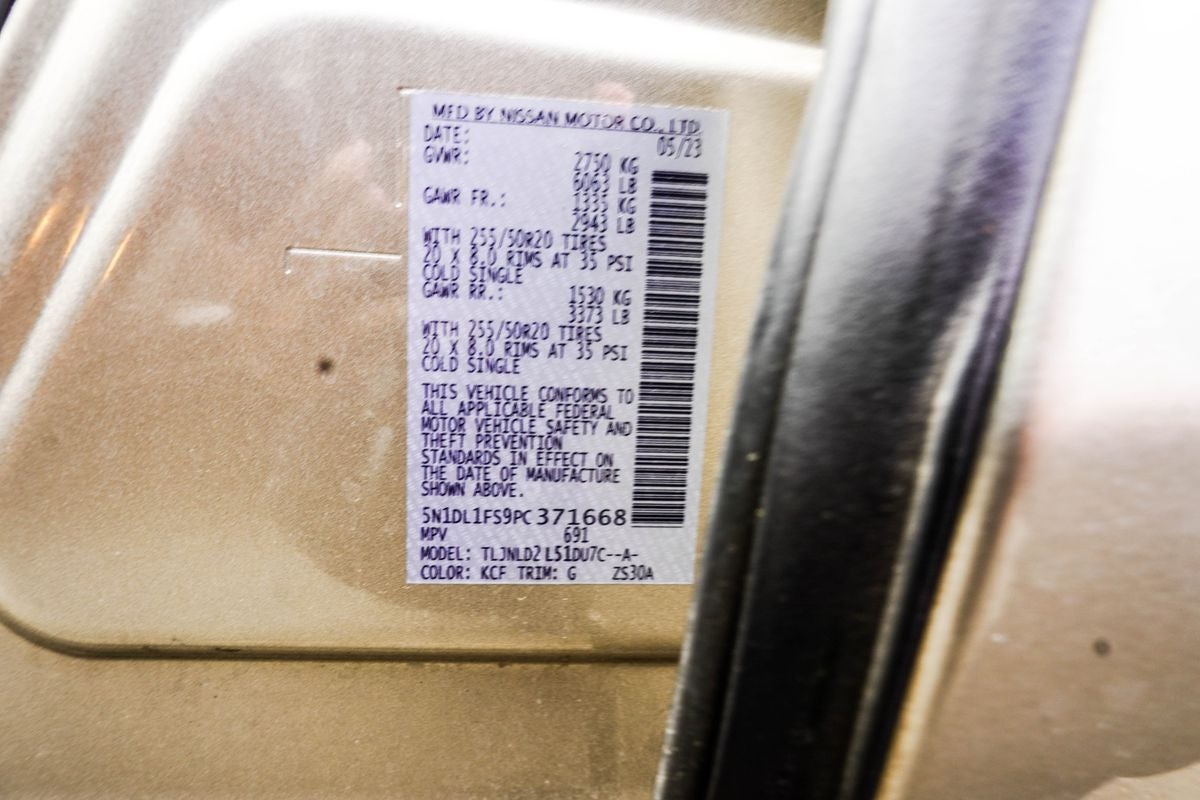 MFD BY NISSAN MOTOR CO., LTD.
DATE: 05/23
GVWR: 2750 KG
6063 LB
GAWR FR.: 1335 KG
2943 LB
WITH 255/50R20 TIRES
20 X 8.0 RIMS AT 35 PSI
COLD SINGLE
GAWR RR.: 1530 KG
3373 LB
WITH 255/50R20 TIRES
20 X 8.0 RIMS AT 35 PSI
COLD SINGLE
THIS VEHICLE CONFORMS TO
ALL APPLICABLE FEDERAL
MOTOR VEHICLE SAFETY AND
THEFT PREVENTION
STANDARDS IN EFFECT ON
THE DATE OF MANUFACTURE
SHOWN ABOVE.
5N1DL1FS9PC371668
MPV 691
MODEL: TLJNLD2 L51DU7C--A-
COLOR: KCF TRIM: G ZS30A